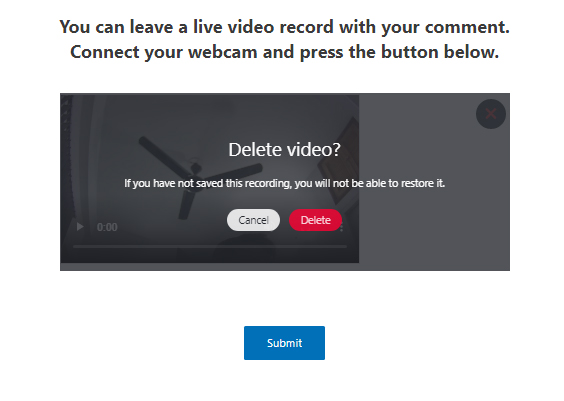 You can leave a live video record with your comment.
Connect your webcam and press the button below.
Delete video?
If you have not saved this recording, you will not be able to restore it.
Cancel
Delete
0:00
Submit